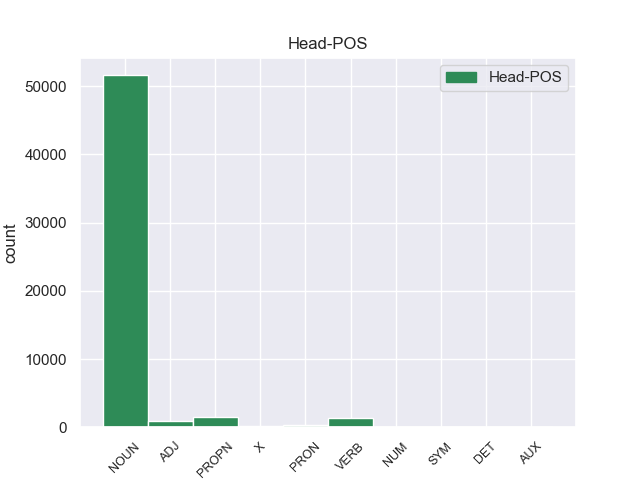 Head-POS
Head-POS
50000
40000
30000
20000
10000
0
count
NOUN
ADJ
PROPN
X
PRON
VERB
NUM
SYM
DET
AUX